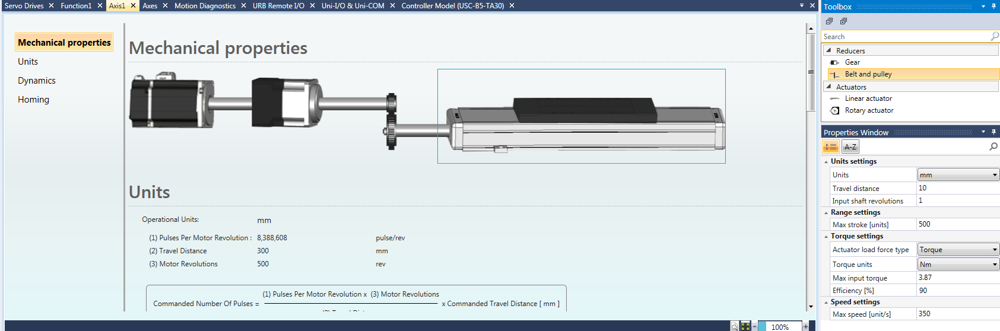 Servo Drives Function1 Axis1 Axes Motion Diagnostics URB Remote I/O Uni-I/O & Uni-COM Controller Model (USC-B5-TA30)
Mechanical properties
Units
Dynamics
Homing
Mechanical properties
Units
Operational Units: mm
(1) Pulses Per Motor Revolution : 8,388,608 pulse/rev
(2) Travel Distance 300 mm
(3) Motor Revolutions 500 rev
(1) Pulses Per Motor Revolution x (3) Motor Revolutions
Commanded Number Of Pulses = x Commanded Travel Distance [ mm ]
100%
Toolbox
Search
Reducers
Gear
Belt and pulley
Actuators
Linear actuator
Rotary actuator
Properties Window
A-Z
Units settings
Units mm
Travel distance 10
Input shaft revolutions 1
Range settings
Max stroke [units] 500
Torque settings
Actuator load force type Torque
Torque units Nm
Max input torque 3.87
Efficiency [%] 90
Speed settings
Max speed [unit/s] 350